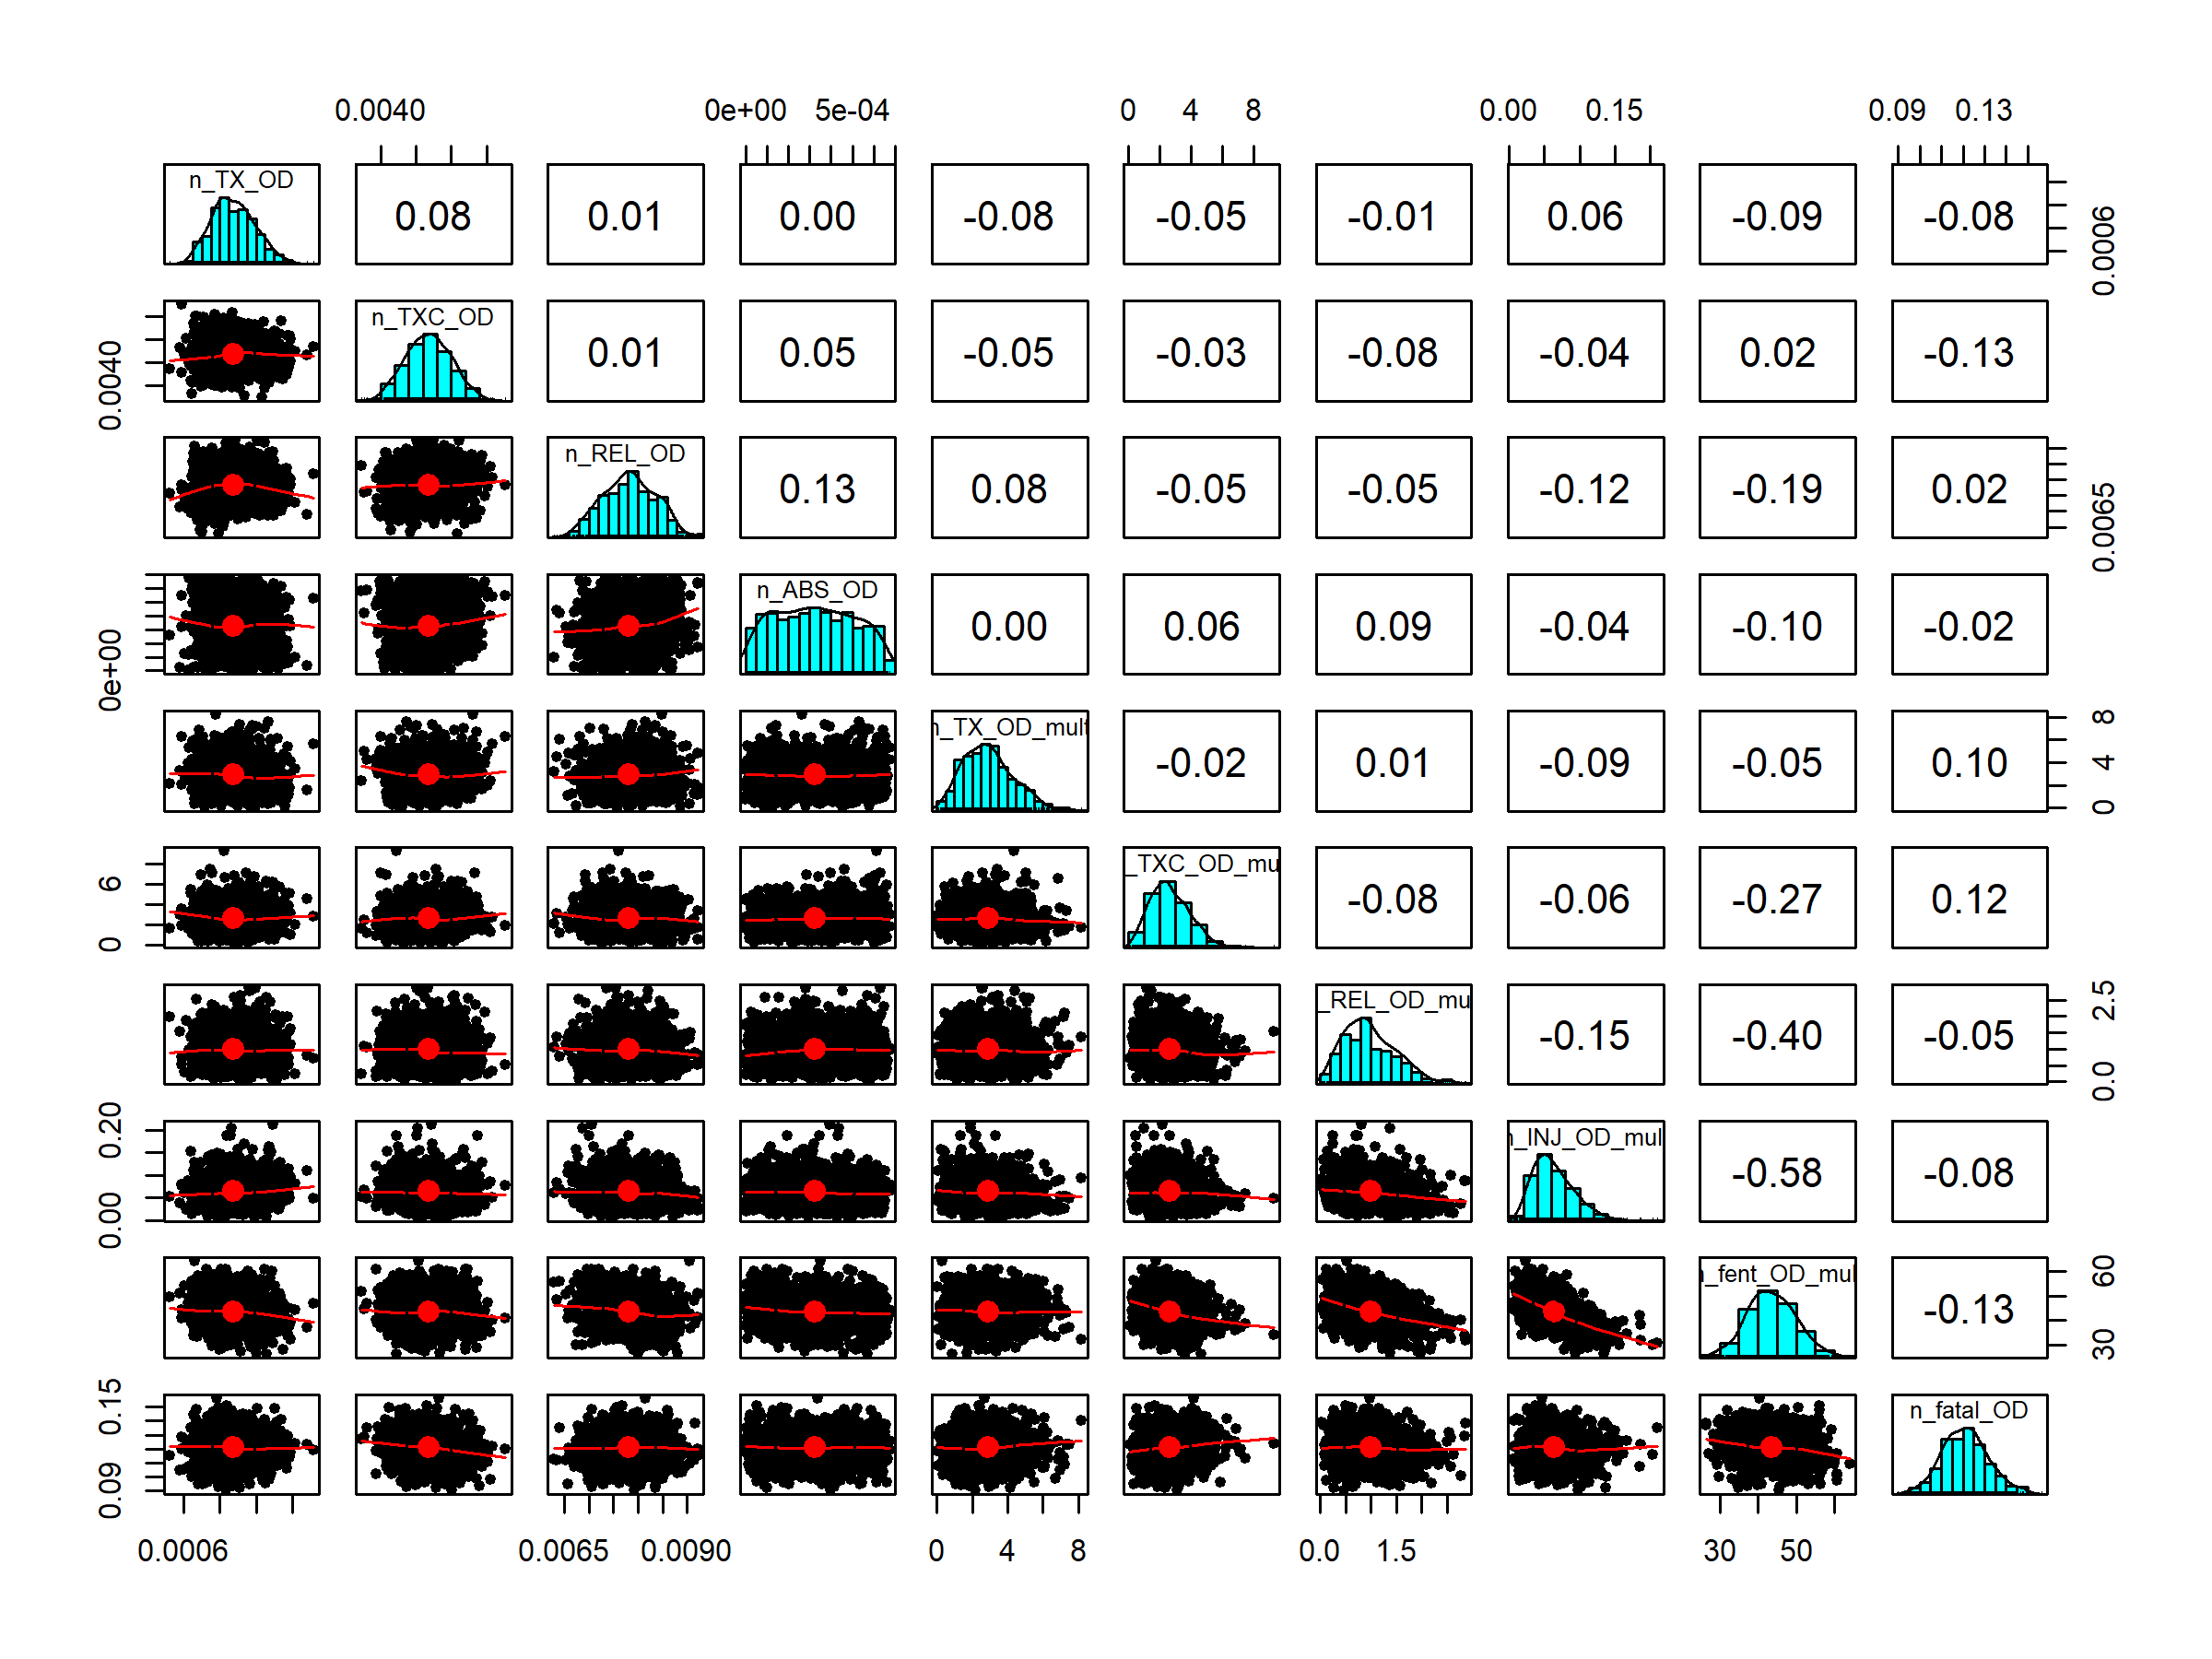 0.0040 0e+00 5e-04 0 4 8 0.00 0.15 0.09 0.13
n_TX_OD 0.08 0.01 0.00 -0.08 -0.05 -0.01 0.06 -0.09 -0.08 0.0006
0.0040 n_TXC_OD 0.01 0.05 -0.05 -0.03 -0.08 -0.04 0.02 -0.13
n_REL_OD 0.13 0.08 -0.05 -0.05 -0.12 -0.19 0.02 0.0065
0e+00 n_ABS_OD 0.00 0.06 0.09 -0.04 -0.10 -0.02
n_TX_OD_mult -0.02 0.01 -0.09 -0.05 0.10 0 4 8
0 6 _TXC_OD_mu -0.08 -0.06 -0.27 0.12
_REL_OD_mu -0.15 -0.40 -0.05 0.0 2.5
0.00 0.20 n_INJ_OD_mul -0.58 -0.08
n_fent_OD_mul -0.13 30 60
0.09 0.15 n_fatal_OD
0.0006 0.0065 0.0090 0 4 8 0.0 1.5 30 50